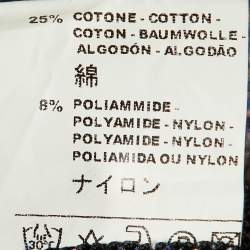 25% COTONE - COTTON -
COTON - BAUMWOLLE -
ALGODÓN - ALGODÃO
綿
8% POLIAMMIDE -
POLYAMIDE - NYLON -
POLYAMIDE - NYLON -
POLIAMIDA OU NYLON
ナイロン
30°C